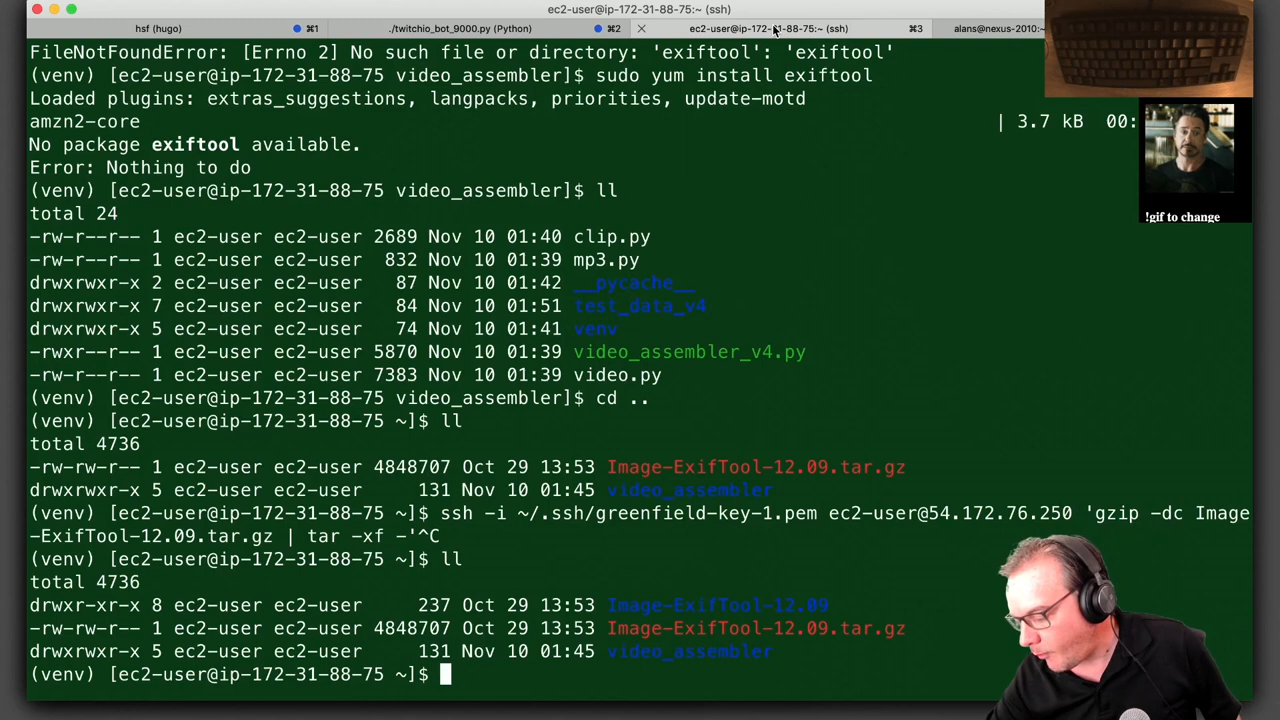 ec2-user@ip-172-31-88-75:~ (ssh)
hsf (hugo) ⌘1 ./twitchio_bot_9000.py (Python) ⌘2 ec2-user@ip-172-31-88-75:~ (ssh) ⌘3 alans@nexus-2010:~
FileNotFoundError: [Errno 2] No such file or directory: 'exiftool': 'exiftool'
(venv) [ec2-user@ip-172-31-88-75 video_assembler]$ sudo yum install exiftool
Loaded plugins: extras_suggestions, langpacks, priorities, update-motd
amzn2-core | 3.7 kB 00:
No package exiftool available.
Error: Nothing to do
(venv) [ec2-user@ip-172-31-88-75 video_assembler]$ ll
total 24
-rw-r--r-- 1 ec2-user ec2-user 2689 Nov 10 01:40 clip.py
-rw-r--r-- 1 ec2-user ec2-user 832 Nov 10 01:39 mp3.py
drwxrwxr-x 2 ec2-user ec2-user 87 Nov 10 01:42 __pycache__
drwxrwxr-x 7 ec2-user ec2-user 84 Nov 10 01:51 test_data_v4
drwxrwxr-x 5 ec2-user ec2-user 74 Nov 10 01:41 venv
-rwxr--r-- 1 ec2-user ec2-user 5870 Nov 10 01:39 video_assembler_v4.py
-rw-r--r-- 1 ec2-user ec2-user 7383 Nov 10 01:39 video.py
(venv) [ec2-user@ip-172-31-88-75 video_assembler]$ cd ..
(venv) [ec2-user@ip-172-31-88-75 ~]$ ll
total 4736
-rw-rw-r-- 1 ec2-user ec2-user 4848707 Oct 29 13:53 Image-ExifTool-12.09.tar.gz
drwxrwxr-x 5 ec2-user ec2-user 131 Nov 10 01:45 video_assembler
(venv) [ec2-user@ip-172-31-88-75 ~]$ ssh -i ~/.ssh/greenfield-key-1.pem ec2-user@54.172.76.250 'gzip -dc Image
-ExifTool-12.09.tar.gz | tar -xf -'^C
(venv) [ec2-user@ip-172-31-88-75 ~]$ ll
total 4736
drwxr-xr-x 8 ec2-user ec2-user 237 Oct 29 13:53 Image-ExifTool-12.09
-rw-rw-r-- 1 ec2-user ec2-user 4848707 Oct 29 13:53 Image-ExifTool-12.09.tar.gz
drwxrwxr-x 5 ec2-user ec2-user 131 Nov 10 01:45 video_assembler
(venv) [ec2-user@ip-172-31-88-75 ~]$
!gif to change